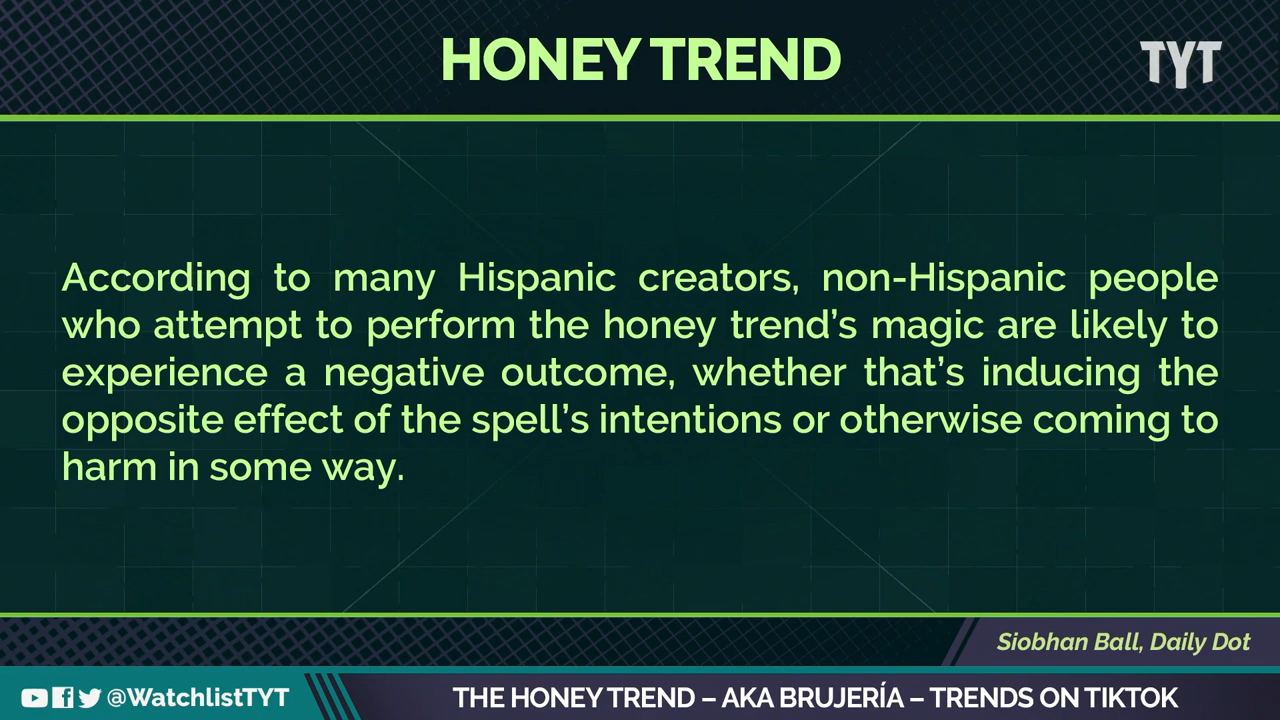 HONEY TREND
TYT
According to many Hispanic creators, non-Hispanic people
who attempt to perform the honey trend’s magic are likely to
experience a negative outcome, whether that’s inducing the
opposite effect of the spell’s intentions or otherwise coming to
harm in some way.
Siobhan Ball, Daily Dot
@WatchlistTYT
THE HONEY TREND – AKA BRUJERÍA – TRENDS ON TIKTOK